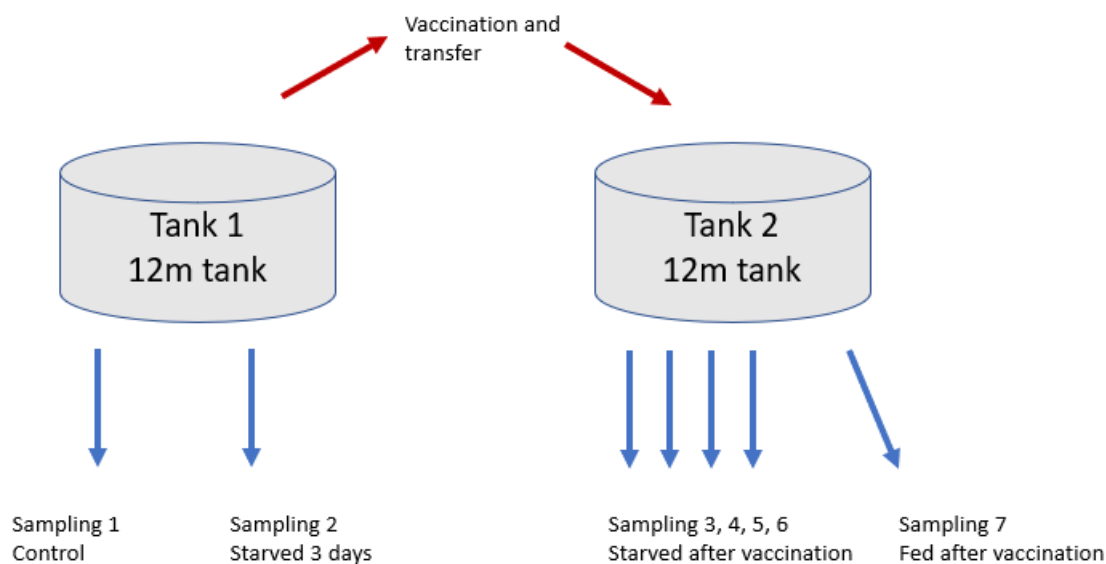 Vaccination and
transfer
Tank 1
12m tank
Tank 2
12m tank
Sampling 1
Control
Sampling 2
Starved 3 days
Sampling 3, 4, 5, 6
Starved after vaccination
Sampling 7
Fed after vaccination